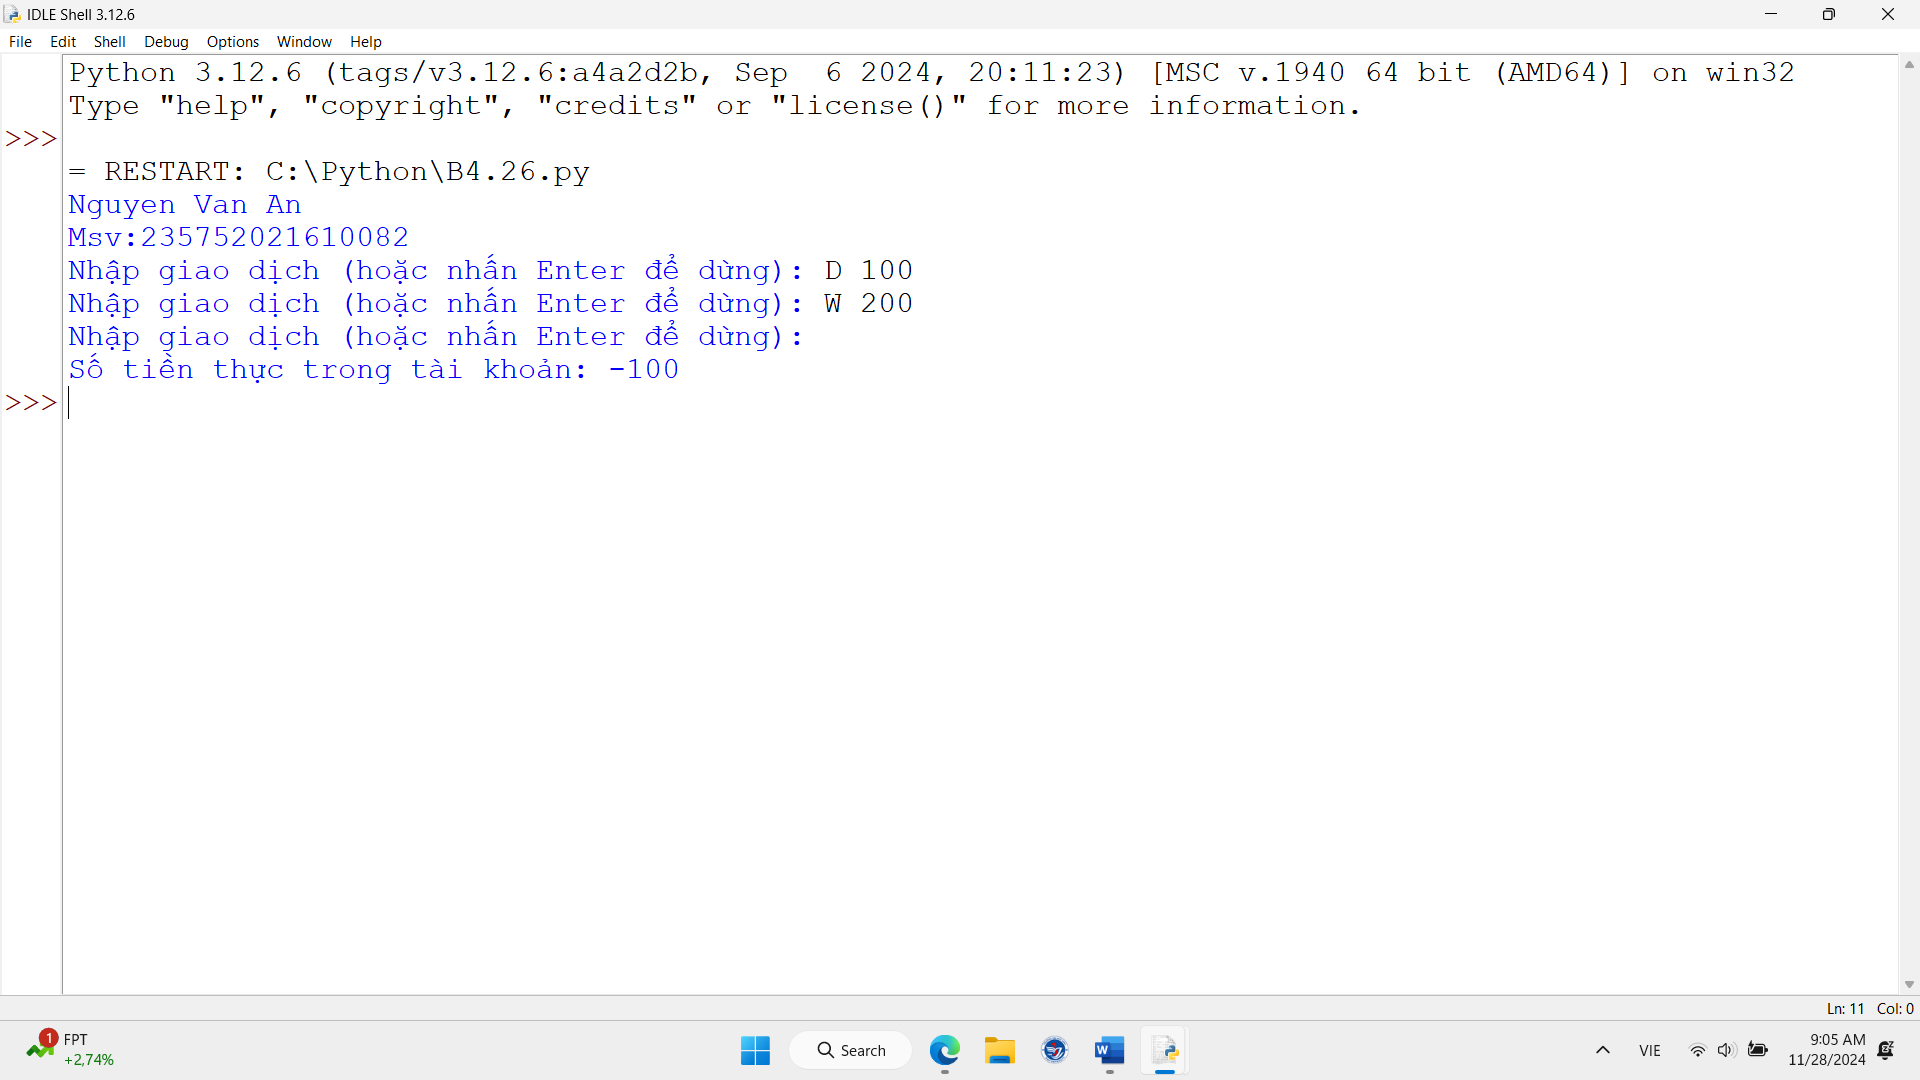 IDLE Shell 3.12.6
File Edit Shell Debug Options Window Help
Python 3.12.6 (tags/v3.12.6:a4a2d2b, Sep  6 2024, 20:11:23) [MSC v.1940 64 bit (AMD64)] on win32
Type "help", "copyright", "credits" or "license()" for more information.
>>>
= RESTART: C:\Python\B4.26.py
Nguyen Van An
Msv:235752021610082
Nhập giao dịch (hoặc nhấn Enter để dừng): D 100
Nhập giao dịch (hoặc nhấn Enter để dừng): W 200
Nhập giao dịch (hoặc nhấn Enter để dừng):
Số tiền thực trong tài khoản: -100
>>>
Ln: 11 Col: 0
1 FPT
+2,74%
Search
VIE
9:05 AM
11/28/2024